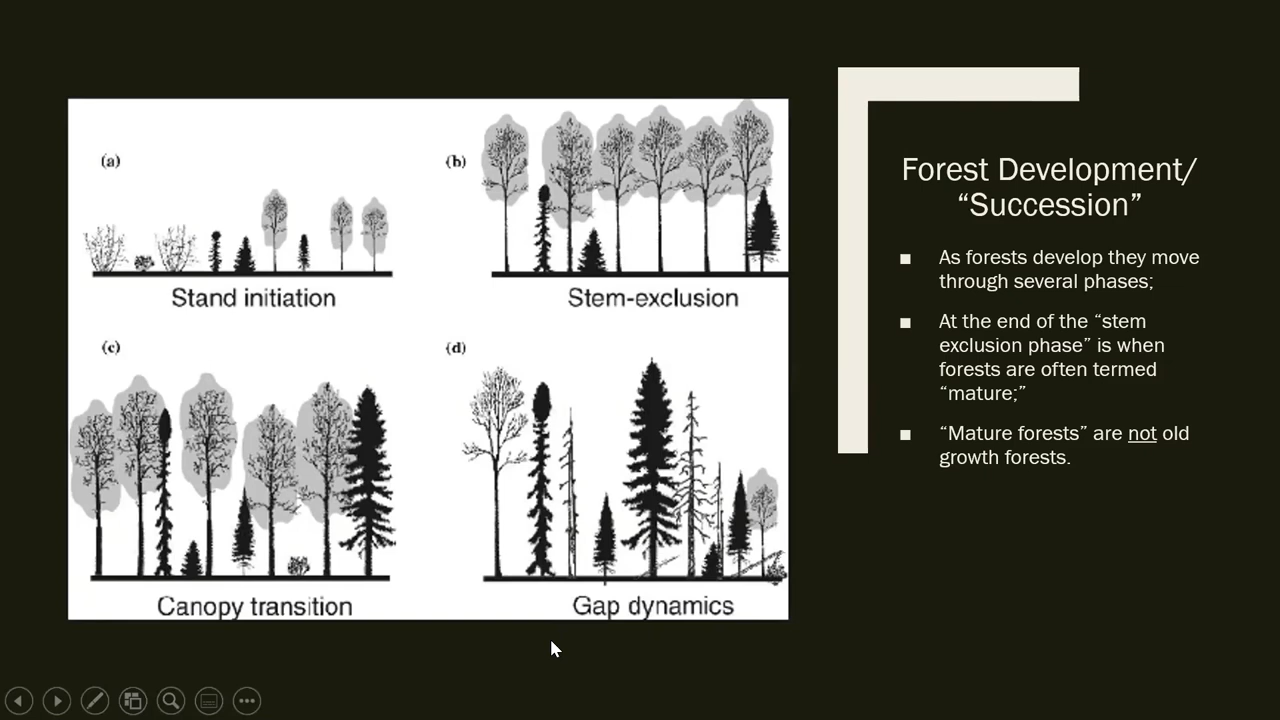 (a)
(b)
Stand initiation
Stem-exclusion
(c)
(d)
Canopy transition
Gap dynamics
Forest Development/
“Succession”
■ As forests develop they move
through several phases;
■ At the end of the “stem
exclusion phase” is when
forests are often termed
“mature;”
■ “Mature forests” are not old
growth forests.